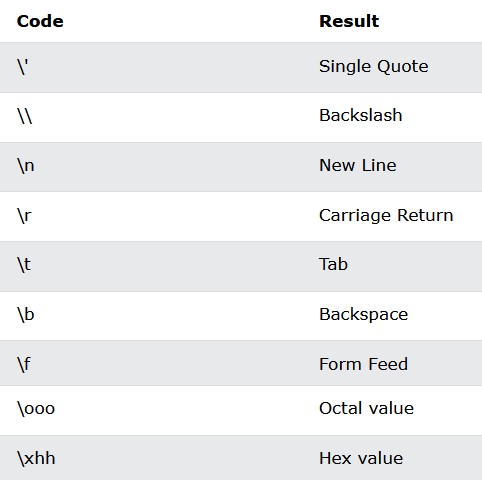 Code Result
\' Single Quote
\\ Backslash
\n New Line
\r Carriage Return
\t Tab
\b Backspace
\f Form Feed
\ooo Octal value
\xhh Hex value